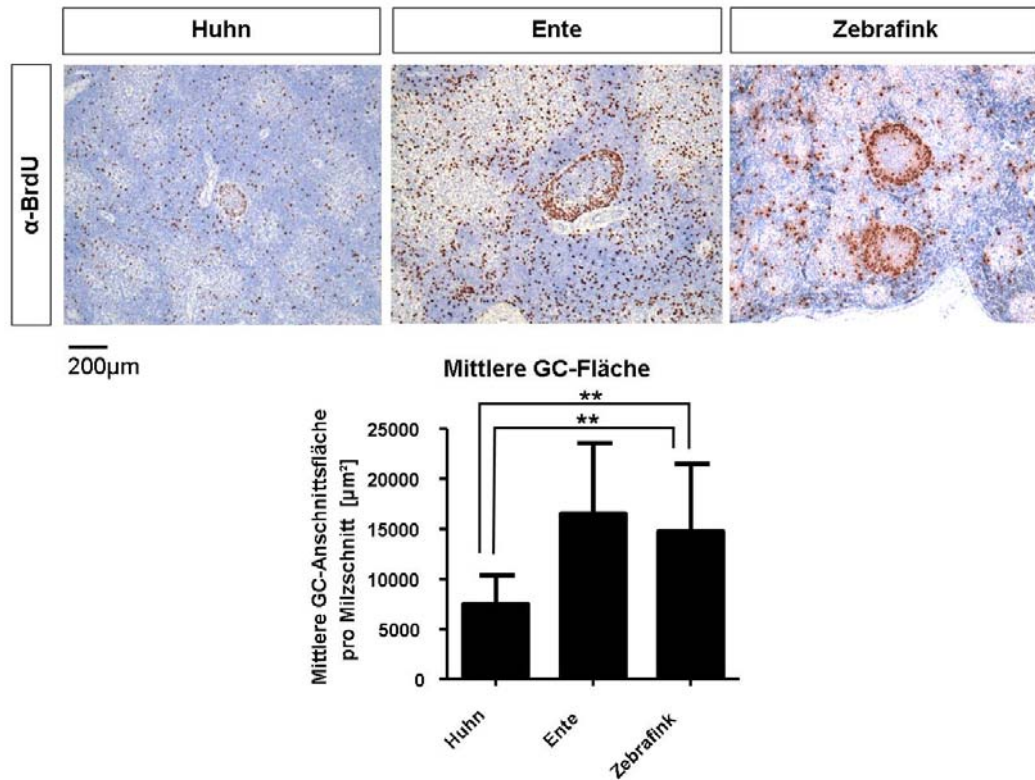 Huhn
Ente
Zebrafink
α-BrdU
200µm
Mittlere GC-Fläche
**
**
Mittlere GC-Anschnittsfläche
pro Milzschnitt [µm²]
25000
20000
15000
10000
5000
0
Huhn
Ente
Zebrafink